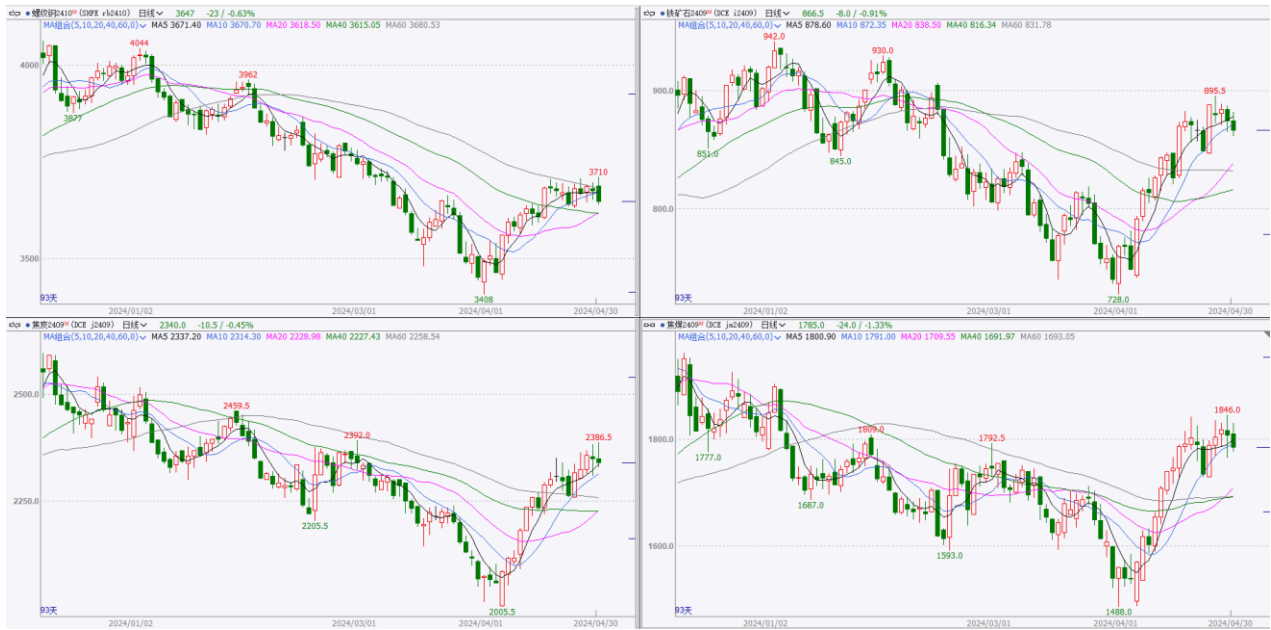 螺纹钢2410ᴹ (SHFE rb2410) 日线 3647 -23 / -0.63%
MA组合(5,10,20,40,60,0) MA5 3671.40 MA10 3670.70 MA20 3618.50 MA40 3615.05 MA60 3680.53
4044
4000
3962
3877
3710
3500
3408
93天
2024/01/02 2024/03/01 2024/04/01 2024/04/30
铁矿石2409ᴹ (DCE i2409) 日线 866.5 -8.0 / -0.91%
MA组合(5,10,20,40,60,0) MA5 878.60 MA10 872.35 MA20 838.50 MA40 816.34 MA60 831.78
942.0
930.0
900.0
895.5
851.0
845.0
800.0
728.0
93天
2024/01/02 2024/03/01 2024/04/01 2024/04/30
焦炭2409ᴹ (DCE j2409) 日线 2340.0 -10.5 / -0.45%
MA组合(5,10,20,40,60,0) MA5 2337.20 MA10 2314.30 MA20 2228.98 MA40 2227.43 MA60 2258.54
2500.0
2459.5
2392.0
2386.5
2250.0
2205.5
2005.5
93天
2024/01/02 2024/03/01 2024/04/01 2024/04/30
焦煤2409ᴹ (DCE jm2409) 日线 1785.0 -24.0 / -1.33%
MA组合(5,10,20,40,60,0) MA5 1800.90 MA10 1791.00 MA20 1709.55 MA40 1691.97 MA60 1693.05
1846.0
1809.0
1800.0
1792.5
1777.0
1687.0
1600.0
1593.0
1488.0
93天
2024/01/02 2024/03/01 2024/04/01 2024/04/30